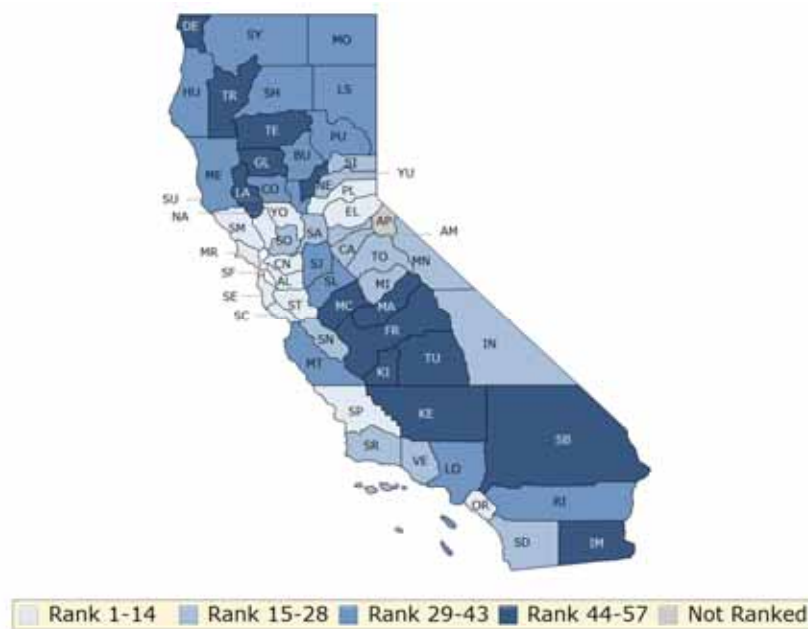 DE
SY
MO
HU
TR
SH
LS
TE
PU
ME
GL
BU
SI
YU
LA
CO
NE
PL
SU
NA
YO
EL
AP
AM
SM
SO
SA
CA
TO
MN
MR
CN
SJ
SF
AL
SL
MI
SE
ST
MC
MA
SC
FR
SN
IN
MT
KI
TU
SP
KE
SB
SR
VE
LO
OR
RI
SD
IM
Rank 1-14 Rank 15-28 Rank 29-43 Rank 44-57 Not Ranked